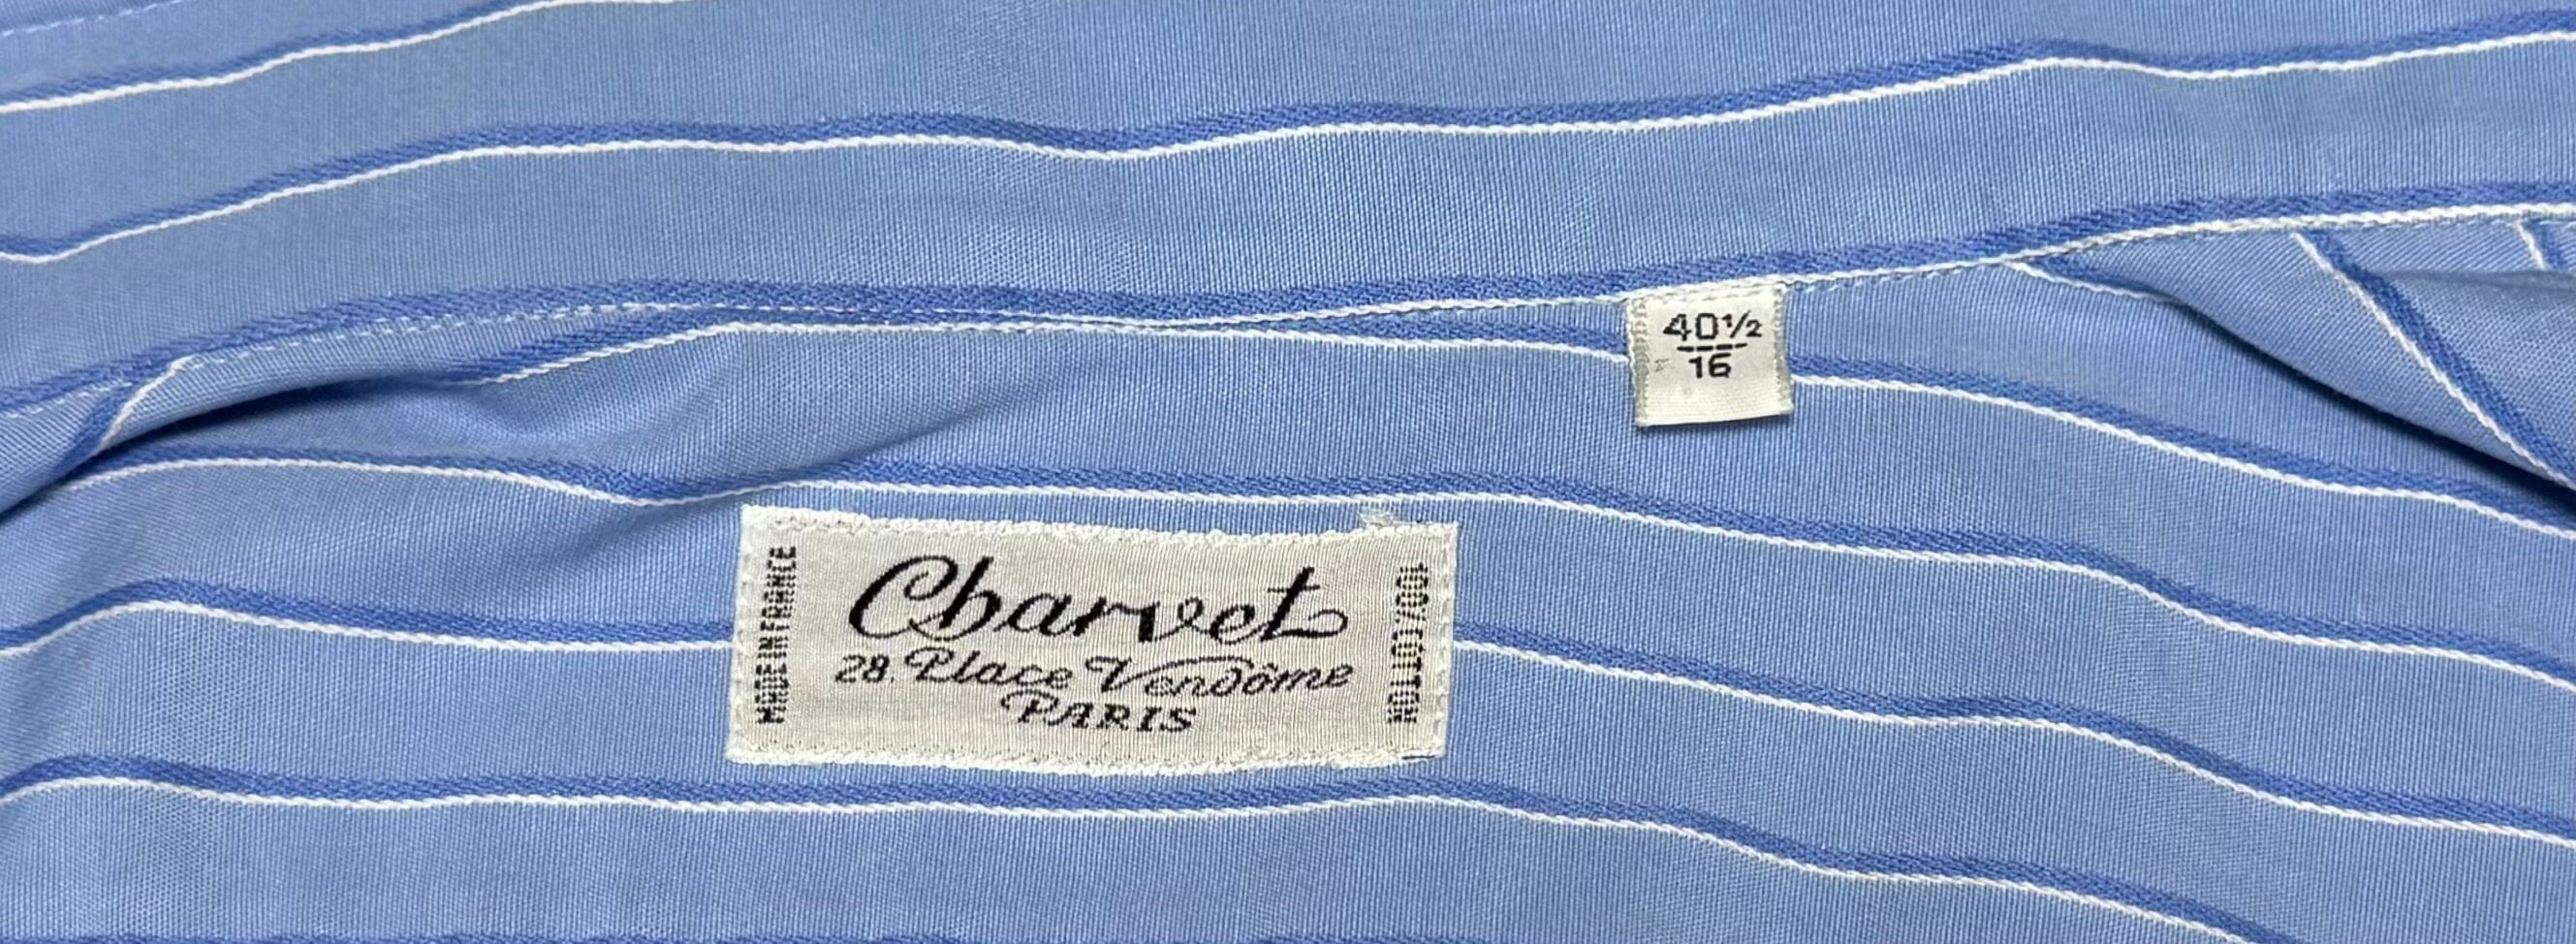 40½
16
MADE IN FRANCE
Charvet
28. Place Vendôme
PARIS
100% COTTON